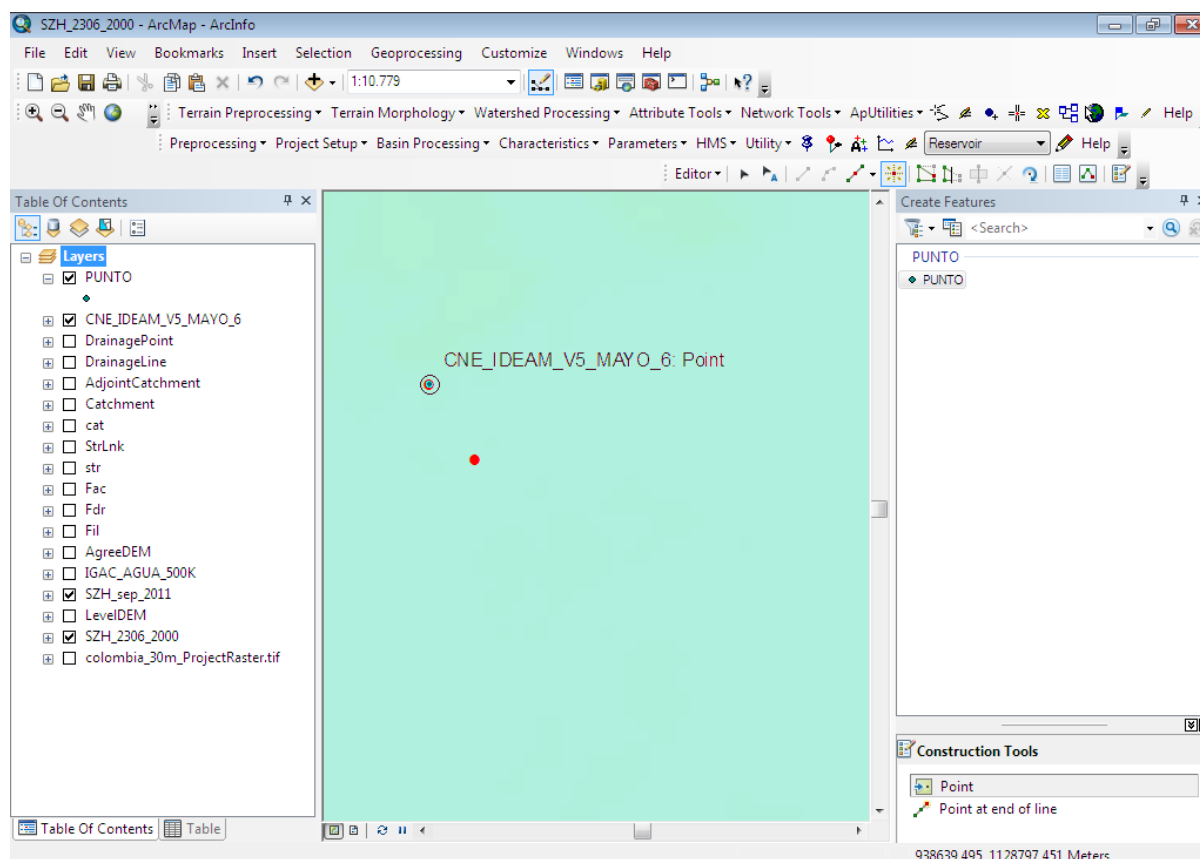 SZH_2306_2000 - ArcMap - ArcInfo
File Edit View Bookmarks Insert Selection Geoprocessing Customize Windows Help
1:10.779
Terrain Preprocessing Terrain Morphology Watershed Processing Attribute Tools Network Tools ApUtilities Help
Preprocessing Project Setup Basin Processing Characteristics Parameters HMS Utility Reservoir Help
Editor
Table Of Contents
Layers
PUNTO
CNE_IDEAM_V5_MAYO_6
DrainagePoint
DrainageLine
AdjointCatchment
Catchment
cat
StrLnk
str
Fac
Fdr
Fil
AgreeDEM
IGAC_AGUA_500K
SZH_sep_2011
LevelDEM
SZH_2306_2000
colombia_30m_ProjectRaster.tif
Table Of Contents Table
CNE_IDEAM_V5_MAYO_6: Point
Create Features
<Search>
PUNTO
PUNTO
Construction Tools
Point
Point at end of line
938639,495 1128797,451 Meters